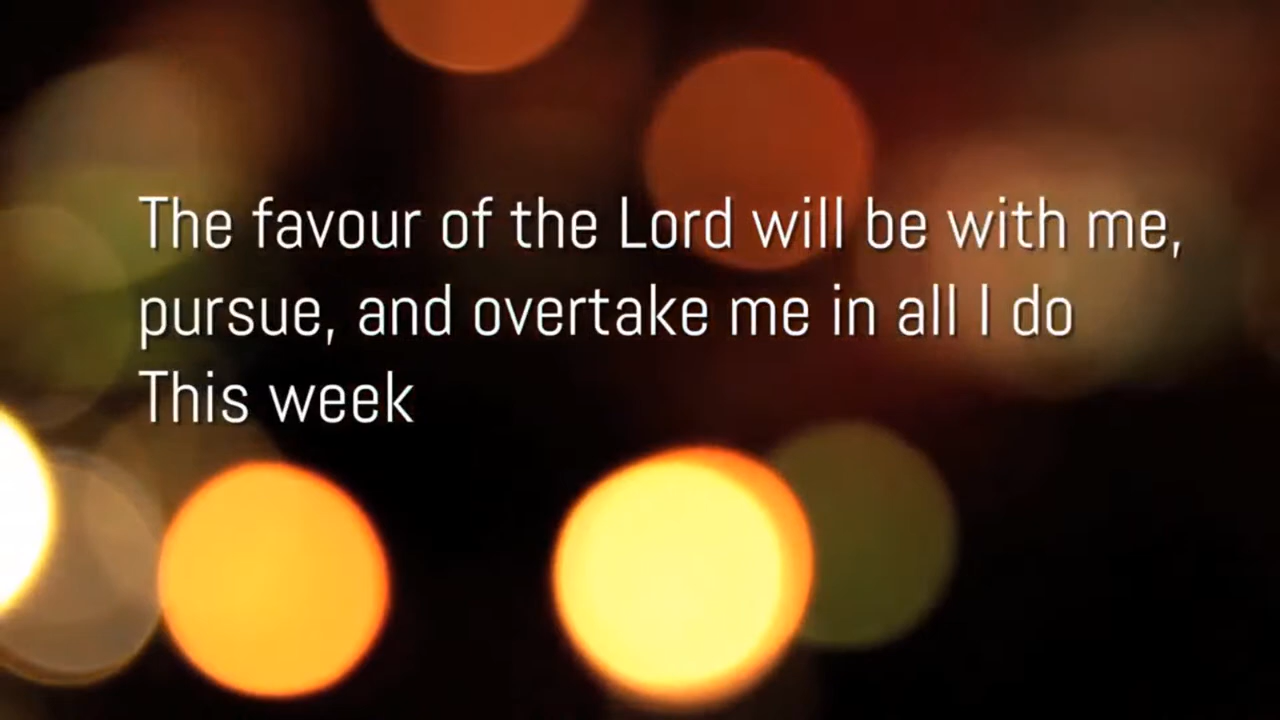 The favour of the Lord will be with me,
pursue, and overtake me in all I do
This week